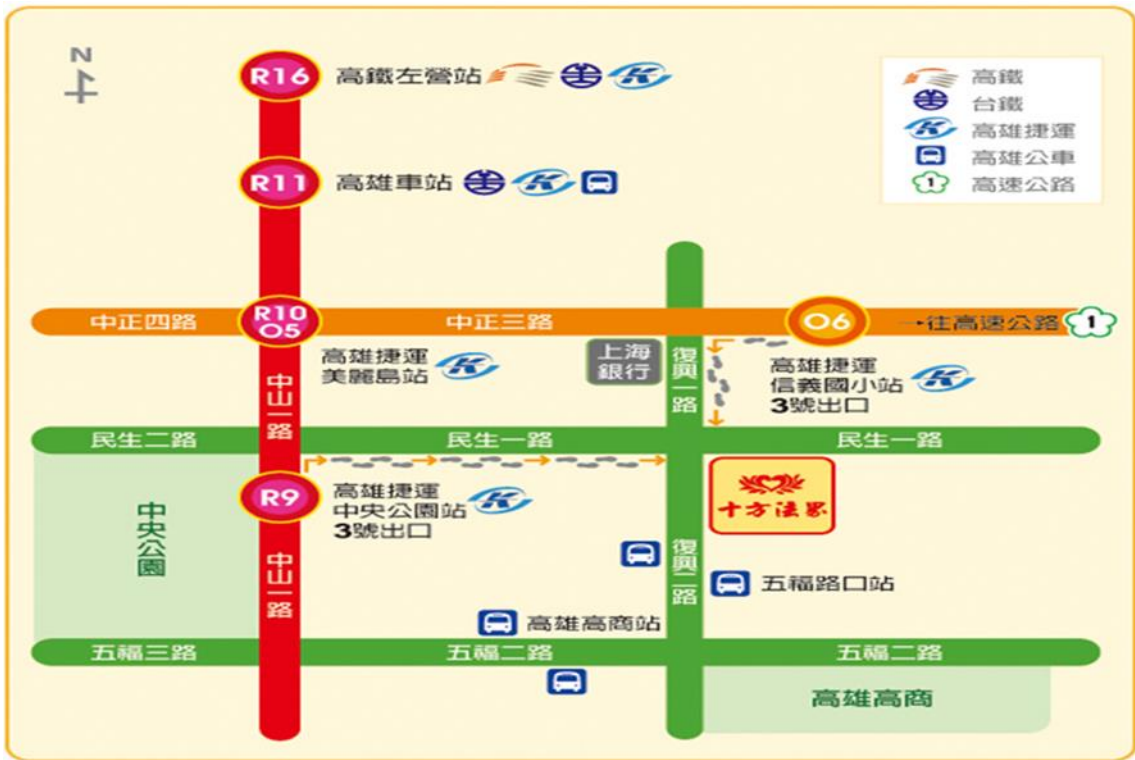 N
R16 高鐵左營站
高鐵
台鐵
高雄捷運
高雄公車
1 高速公路
R11 高雄車站
中正四路
R10
O5
中正三路
O6
→往高速公路 1
高雄捷運
美麗島站
上海
銀行
復興一路
高雄捷運
信義國小站
3號出口
中山一路
民生二路
民生一路
民生一路
R9
高雄捷運
中央公園站
3號出口
十方法界
中央公園
中山一路
復興二路
五福路口站
高雄高商站
五福三路
五福二路
五福二路
高雄高商